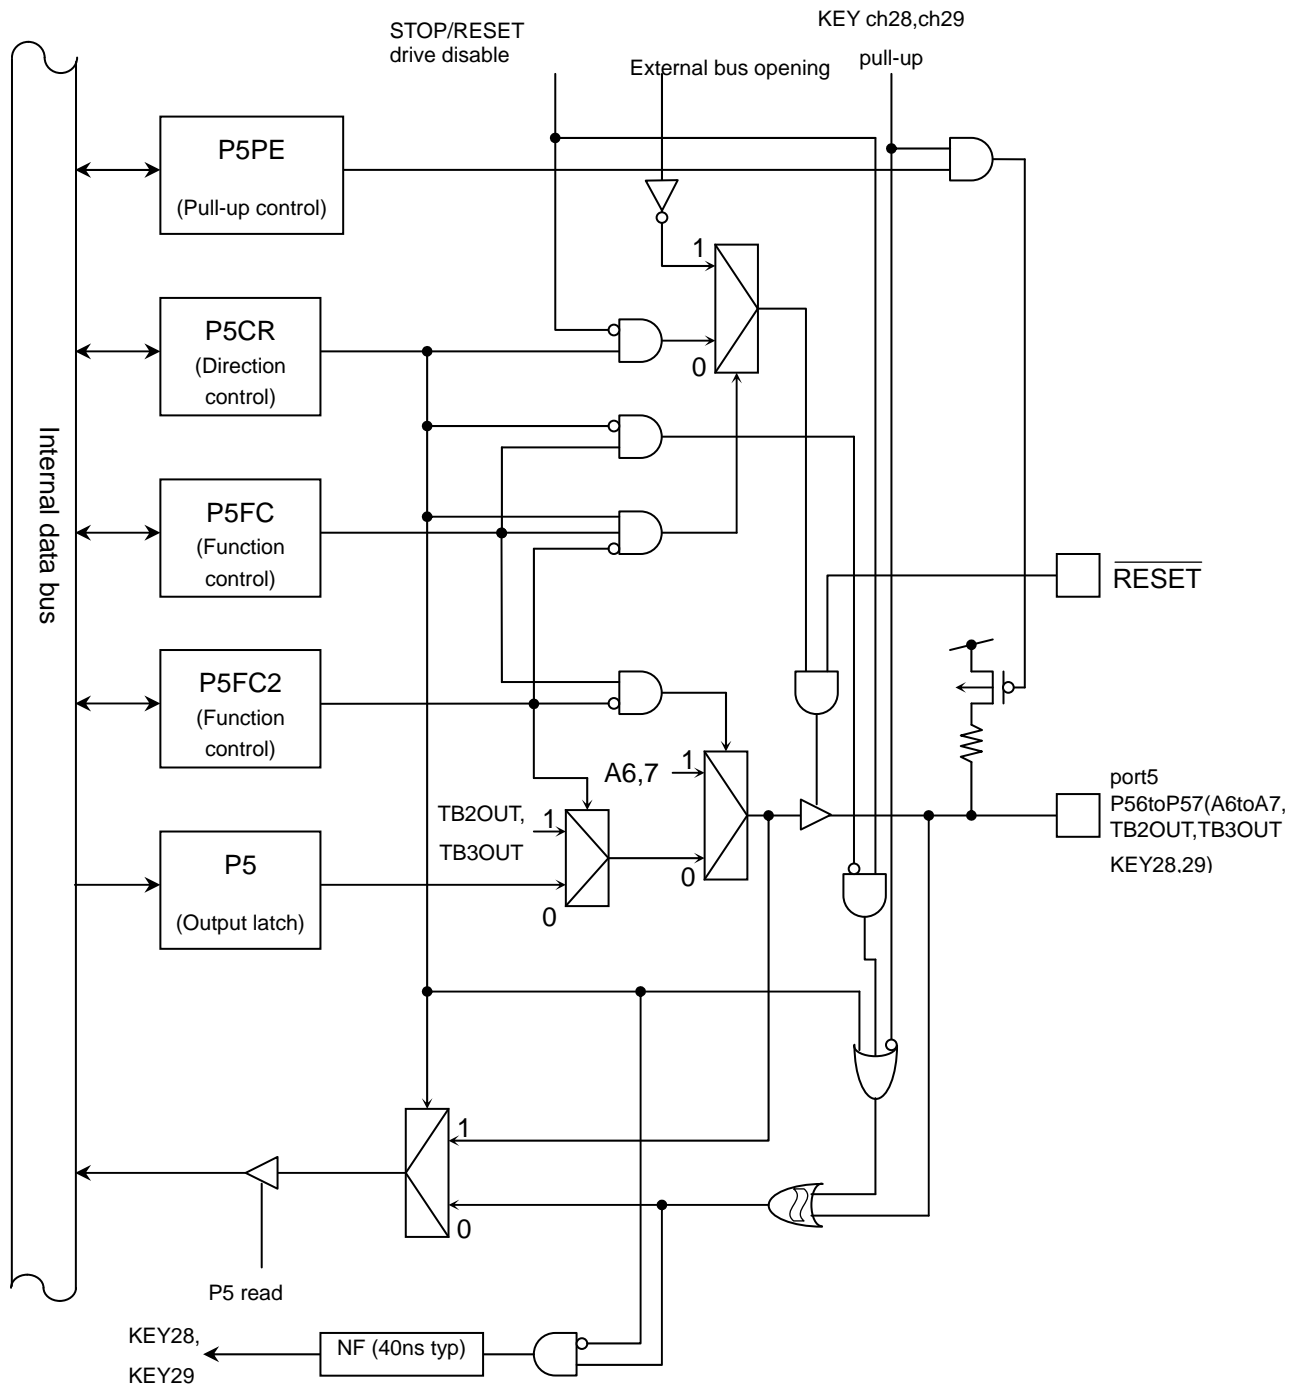 STOP/RESET
drive disable
External bus opening
KEY ch28,ch29
pull-up
P5PE
(Pull-up control)
1
0
P5CR
(Direction
control)
Internal data bus
P5FC
(Function
control)
RESET
P5FC2
(Function
control)
A6,7
1
0
TB2OUT,
TB3OUT
1
0
port5
P56toP57(A6toA7,
TB2OUT,TB3OUT
KEY28,29)
P5
(Output latch)
1
0
P5 read
KEY28,
KEY29
NF (40ns typ)